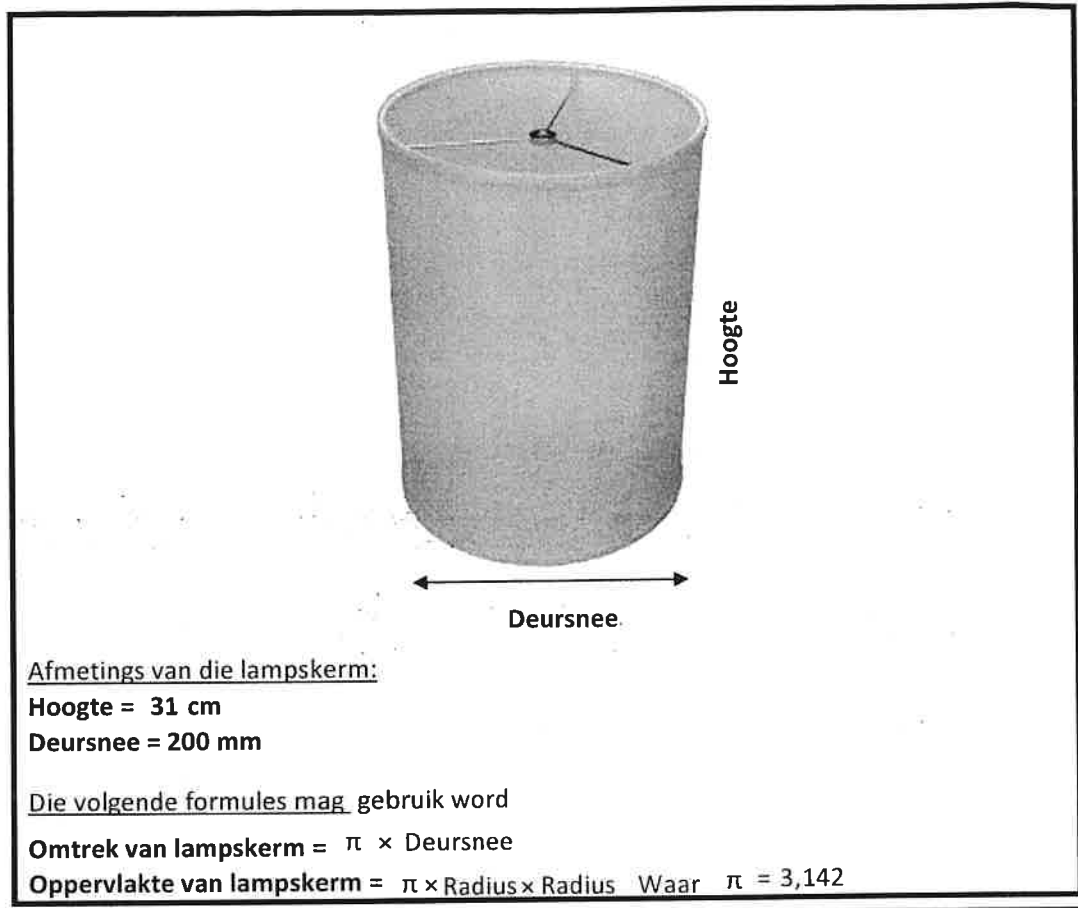 Hoogte
Deursnee
Afmetings van die lampskerm:
Hoogte = 31 cm
Deursnee = 200 mm
Die volgende formules mag gebruik word
Omtrek van lampskerm = π × Deursnee
Oppervlakte van lampskerm = π × Radius × Radius Waar π = 3,142